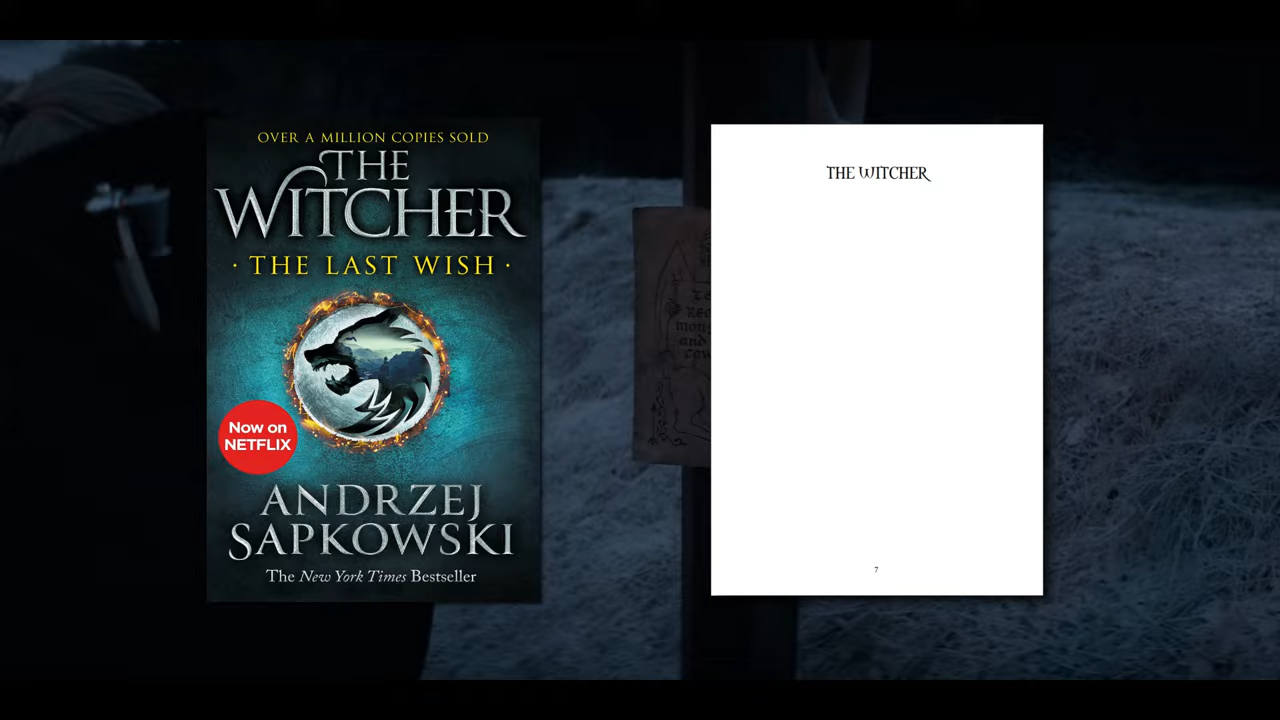 OVER A MILLION COPIES SOLD
THE
WITCHER
· THE LAST WISH ·
Now on
NETFLIX
ANDRZEJ
SAPKOWSKI
The New York Times Bestseller
THE WITCHER
7
and